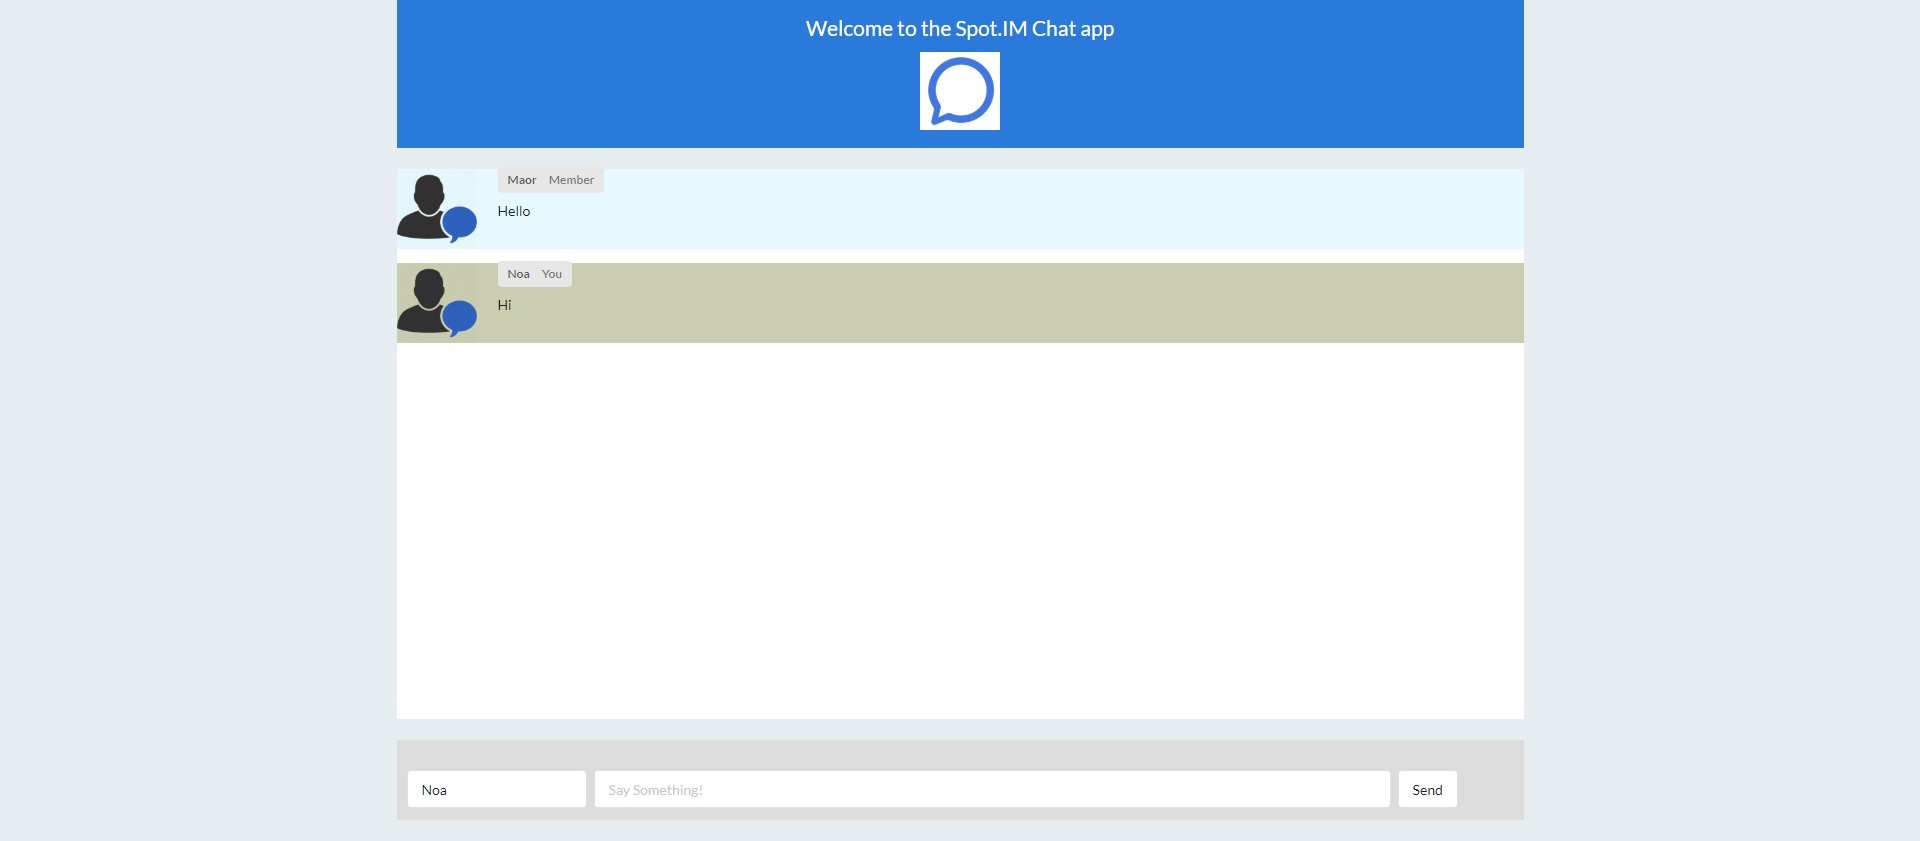 Welcome to the Spot.IM Chat app
Maor Member
Hello
Noa You
Hi
Noa Say Something! Send